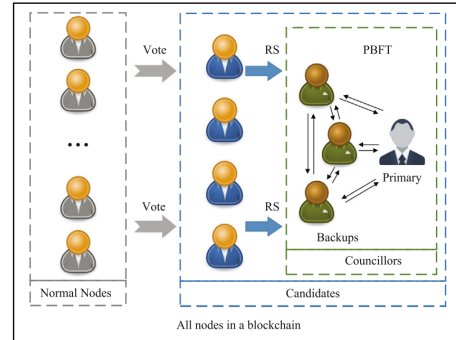 Vote
RS
PBFT
...
Primary
Vote
RS
Backups
Councillors
Normal Nodes
Candidates
All nodes in a blockchain